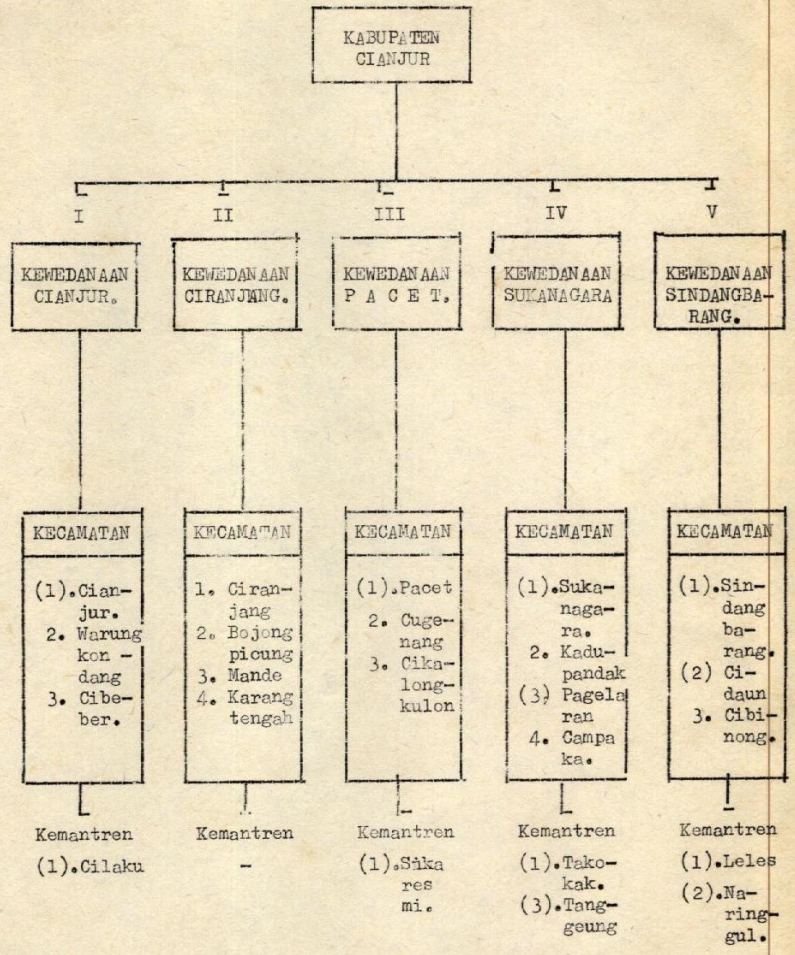 KABUPATEN
CIANJUR
I
II
III
IV
V
KEWEDANAAN
CIANJUR.
KEWEDANAAN
CIRANJANG.
KEWEDANAAN
P A C E T.
KEWEDANAAN
SUKANAGARA
KEWEDANAAN
SINDANGBA-
RANG.
KECAMATAN
(1).Cian-
jur.
2. Warung
kon -
dang
3. Cibe-
ber.
Kemantren
(1).Cilaku
KECAMATAN
1. Ciran-
jang
2. Bojong
picung
3. Mande
4. Karang
tengah
Kemantren
-
KECAMATAN
(1).Pacet
2. Cuge-
nang
3. Cika-
long-
kulon
Kemantren
(1).Suka
res
mi.
KECAMATAN
(1).Suka-
naga-
ra.
2. Kadu-
pandak
(3) Pagela
ran
4. Campa
ka.
Kemantren
(1).Tako-
kak.
(3).Tang-
geung
KECAMATAN
(1).Sin-
dang
ba-
rang.
(2) Ci-
daun
3. Cibi-
nong.
Kemantren
(1).Leles
(2).Na-
ring-
gul.